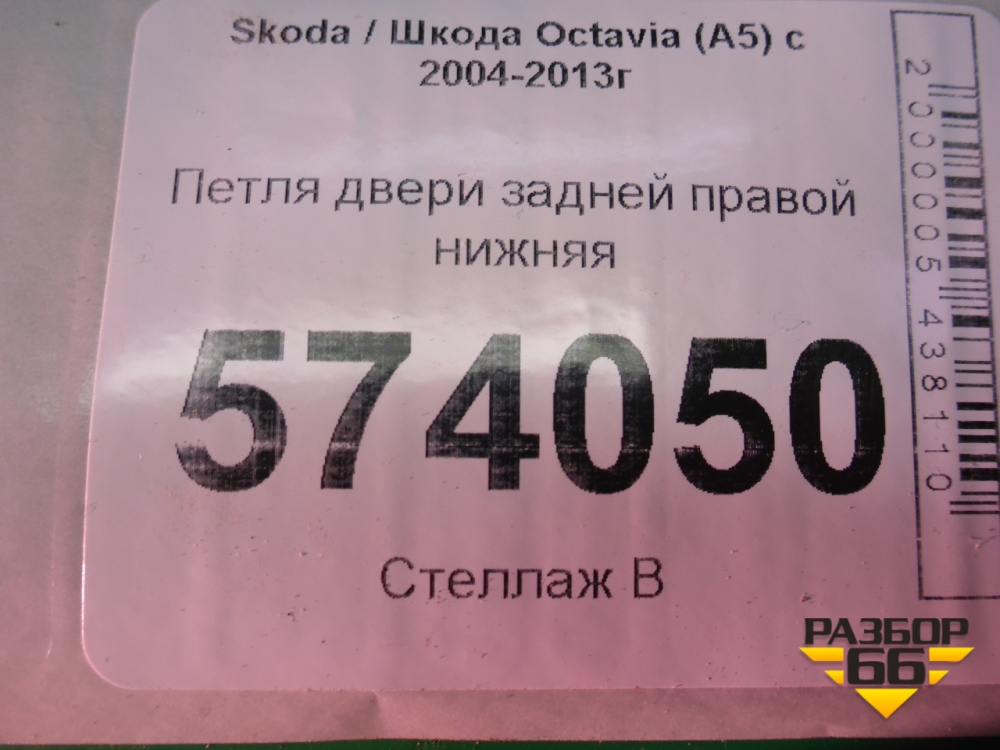 Skoda / Шкода Octavia (A5) с
2004-2013г
Петля двери задней правой
нижняя
574050
Стеллаж В
2000005438110
РАЗБОР
66